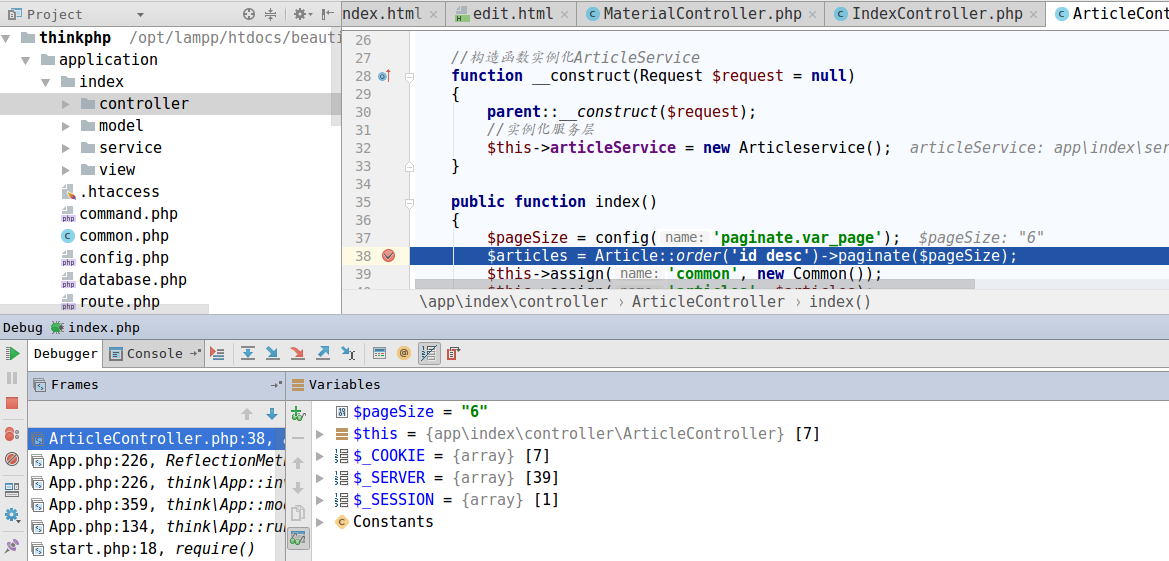 Project
ndex.html
edit.html
MaterialController.php
IndexController.php
ArticleCont
thinkphp /opt/lampp/htdocs/beauti
application
index
controller
model
service
view
.htaccess
command.php
common.php
config.php
database.php
route.php
26
27 //构造函数实例化ArticleService
28 function __construct(Request $request = null)
29 {
30 parent::__construct($request);
31 //实例化服务层
32 $this->articleService = new Articleservice(); articleService: app\index\ser
33 }
34
35 public function index()
36 {
37 $pageSize = config( name: 'paginate.var_page'); $pageSize: "6"
38 $articles = Article::order('id desc')->paginate($pageSize);
39 $this->assign( name: 'common', new Common());
\app\index\controller › ArticleController › index()
Debug index.php
Debugger
Console
Frames
Variables
ArticleController.php:38,
App.php:226, ReflectionMet
App.php:226, think\App::in
App.php:359, think\App::mo
App.php:134, think\App::ru
start.php:18, require()
$pageSize = "6"
$this = {app\index\controller\ArticleController} [7]
$_COOKIE = {array} [7]
$_SERVER = {array} [39]
$_SESSION = {array} [1]
Constants